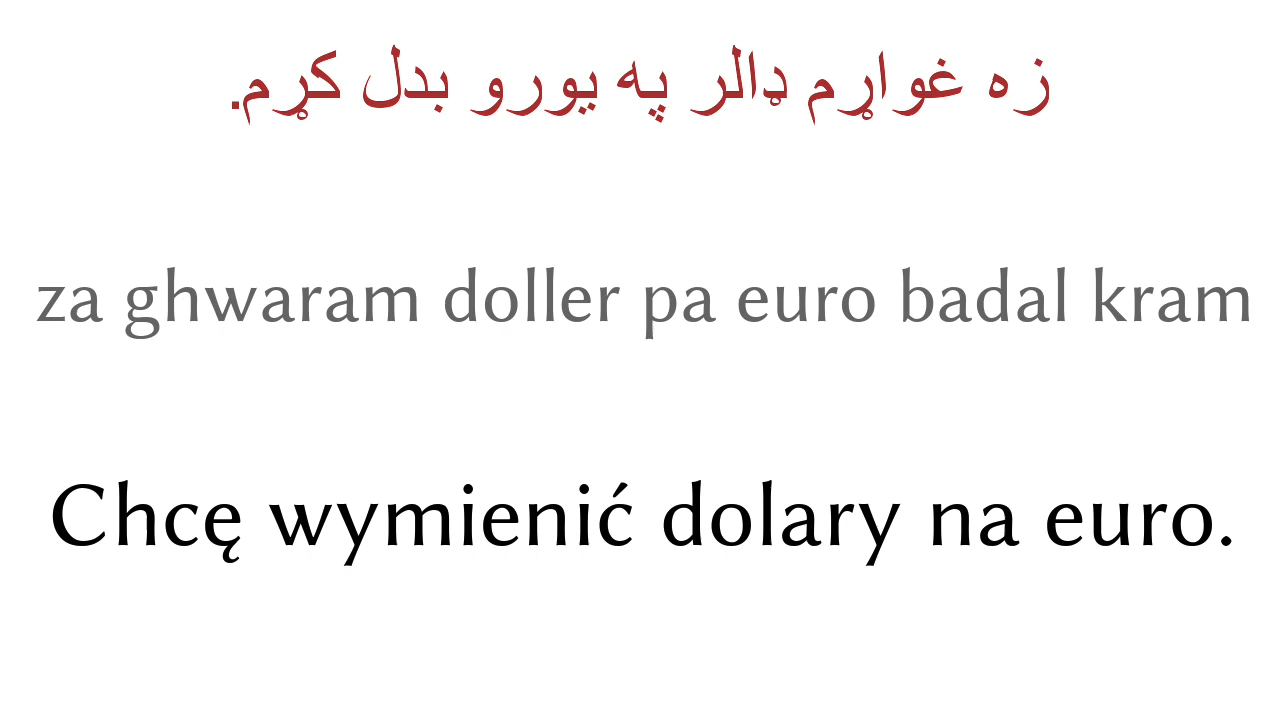 زه غواړم ډالر په یورو بدل کړم.
za ghwaram doller pa euro badal kram
Chcę wymienić dolary na euro.